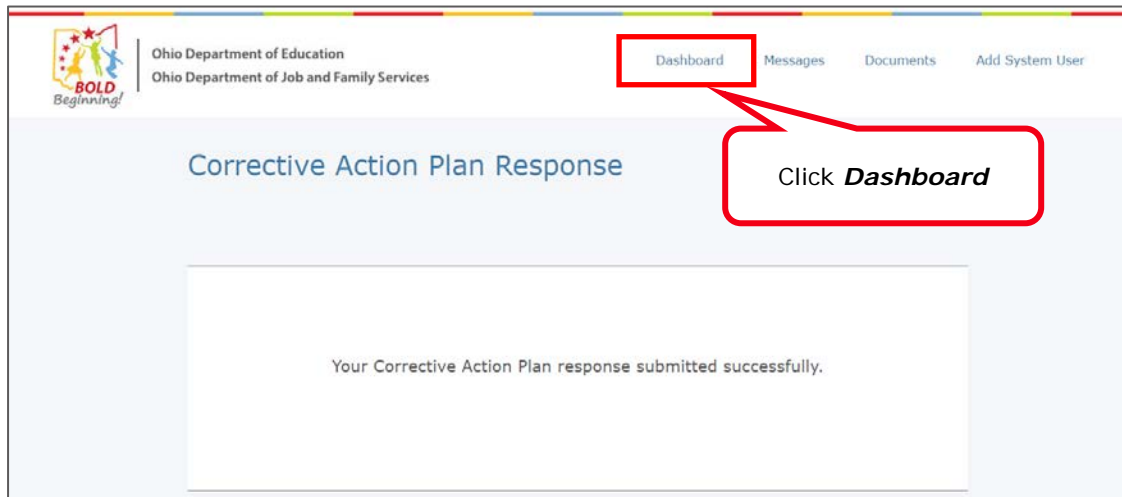 BOLD
Beginning!
Ohio Department of Education
Ohio Department of Job and Family Services
Dashboard Messages Documents Add System User
Corrective Action Plan Response
Click Dashboard
Your Corrective Action Plan response submitted successfully.